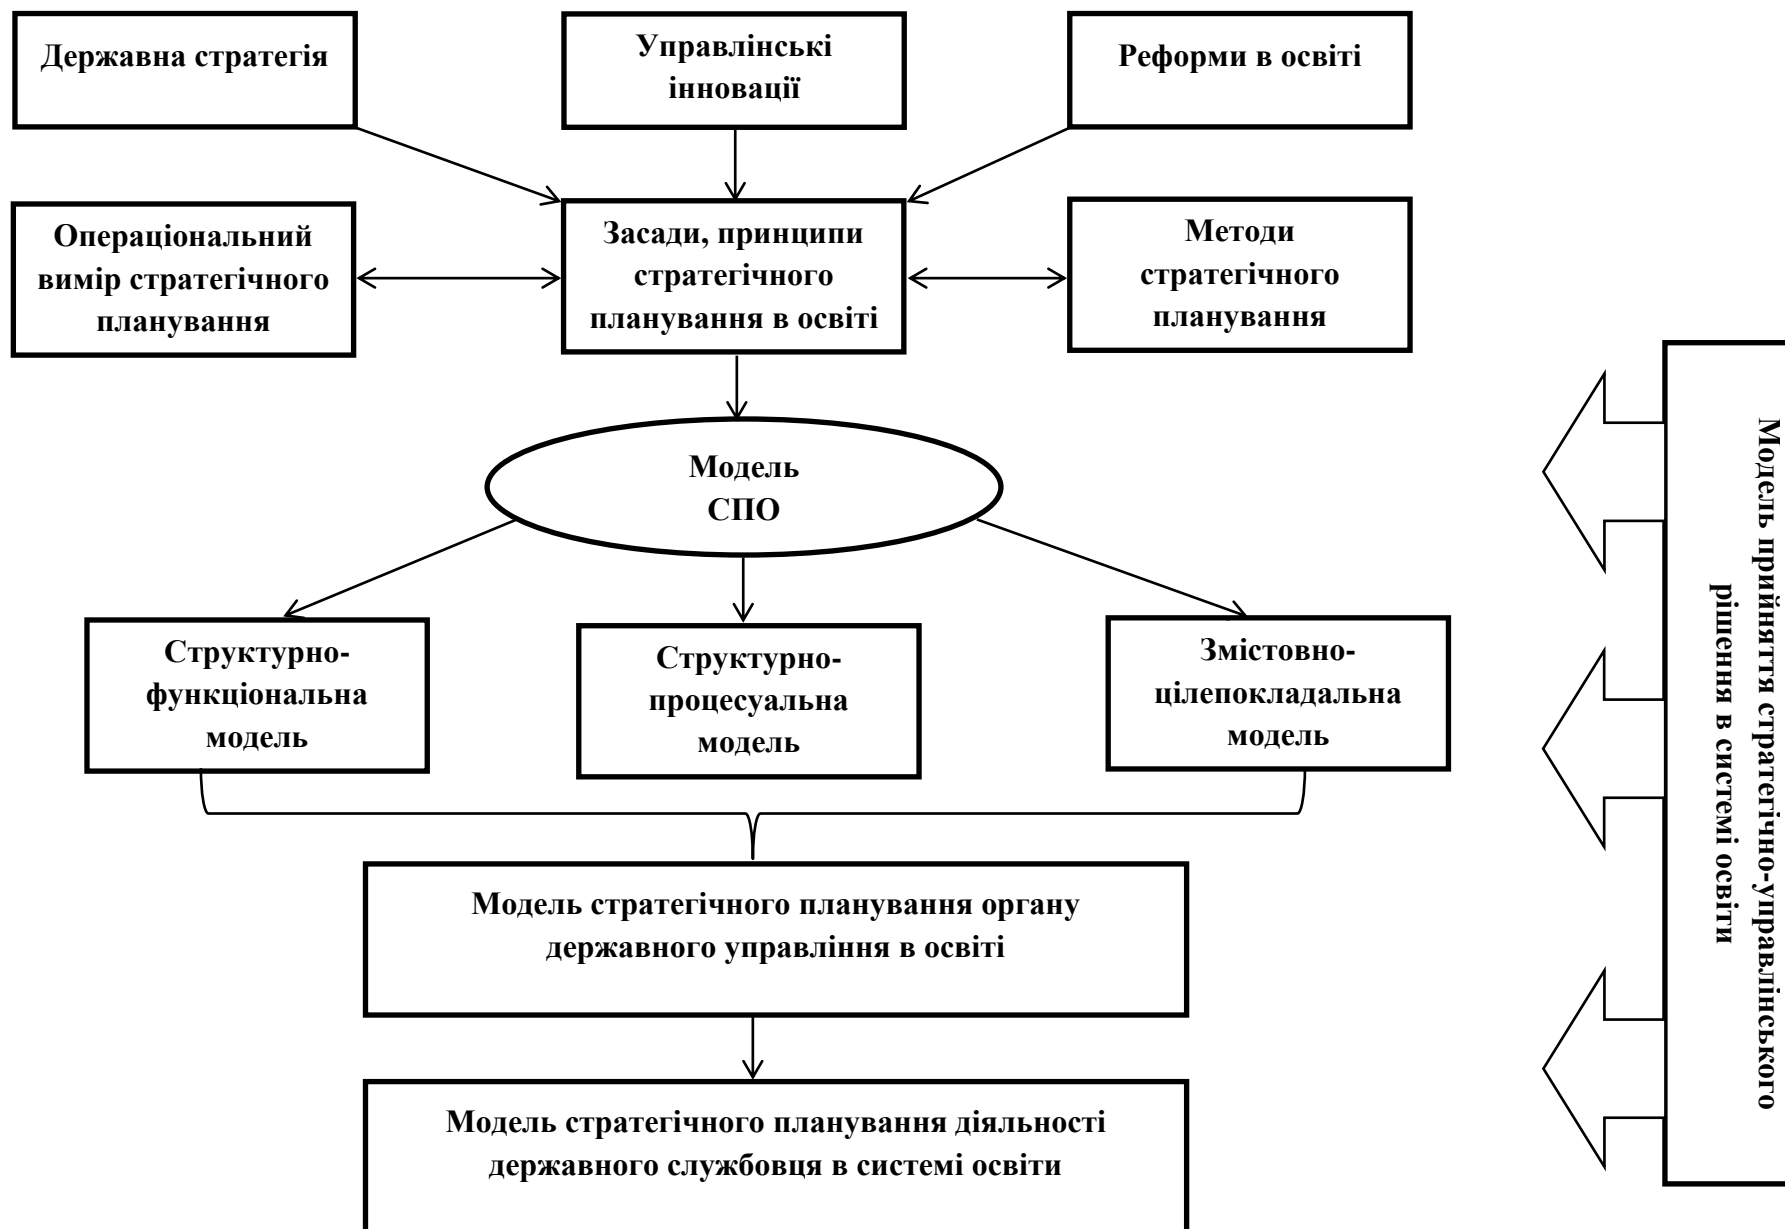 Державна стратегія
Управлінські
інновації
Реформи в освіті
Операціональний
вимір стратегічного
планування
Засади, принципи
стратегічного
планування в освіті
Методи
стратегічного
планування
Модель
СПО
Структурно-
функціональна
модель
Структурно-
процесуальна
модель
Змістовно-
цілепокладальна
модель
Модель стратегічного планування органу
державного управління в освіті
Модель стратегічного планування діяльності
державного службовця в системі освіти
Модель прийняття стратегічно-управлінського
рішення в системі освіти